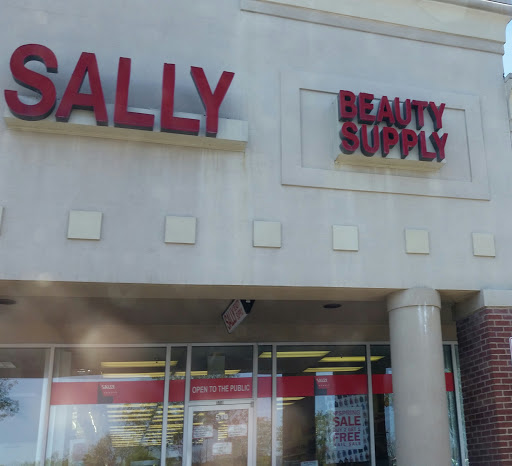 SALLY
BEAUTY
SUPPLY
SALLY
OPEN TO THE PUBLIC
SALE
FREE